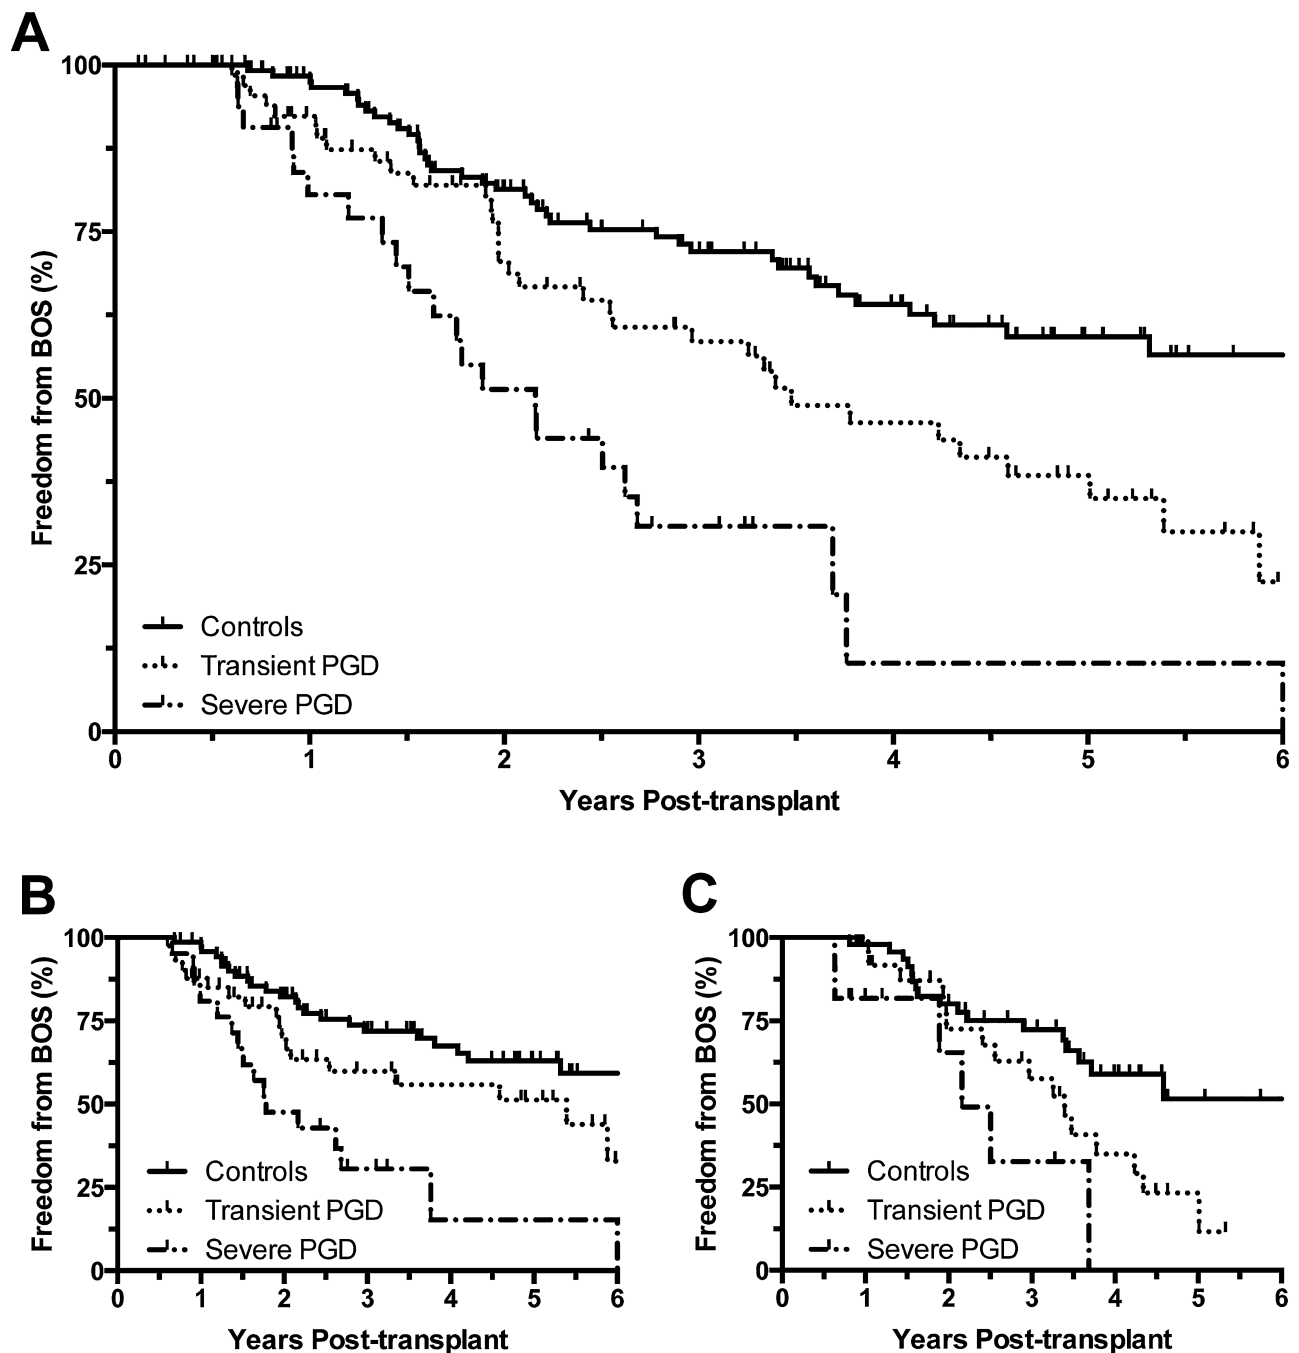 A
Freedom from BOS (%)
100
75
50
25
0
Controls
Transient PGD
Severe PGD
0 1 2 3 4 5 6
Years Post-transplant
B
Freedom from BOS (%)
100
75
50
25
0
Controls
Transient PGD
Severe PGD
0 1 2 3 4 5 6
Years Post-transplant
C
Freedom from BOS (%)
100
75
50
25
0
Controls
Transient PGD
Severe PGD
0 1 2 3 4 5 6
Years Post-transplant